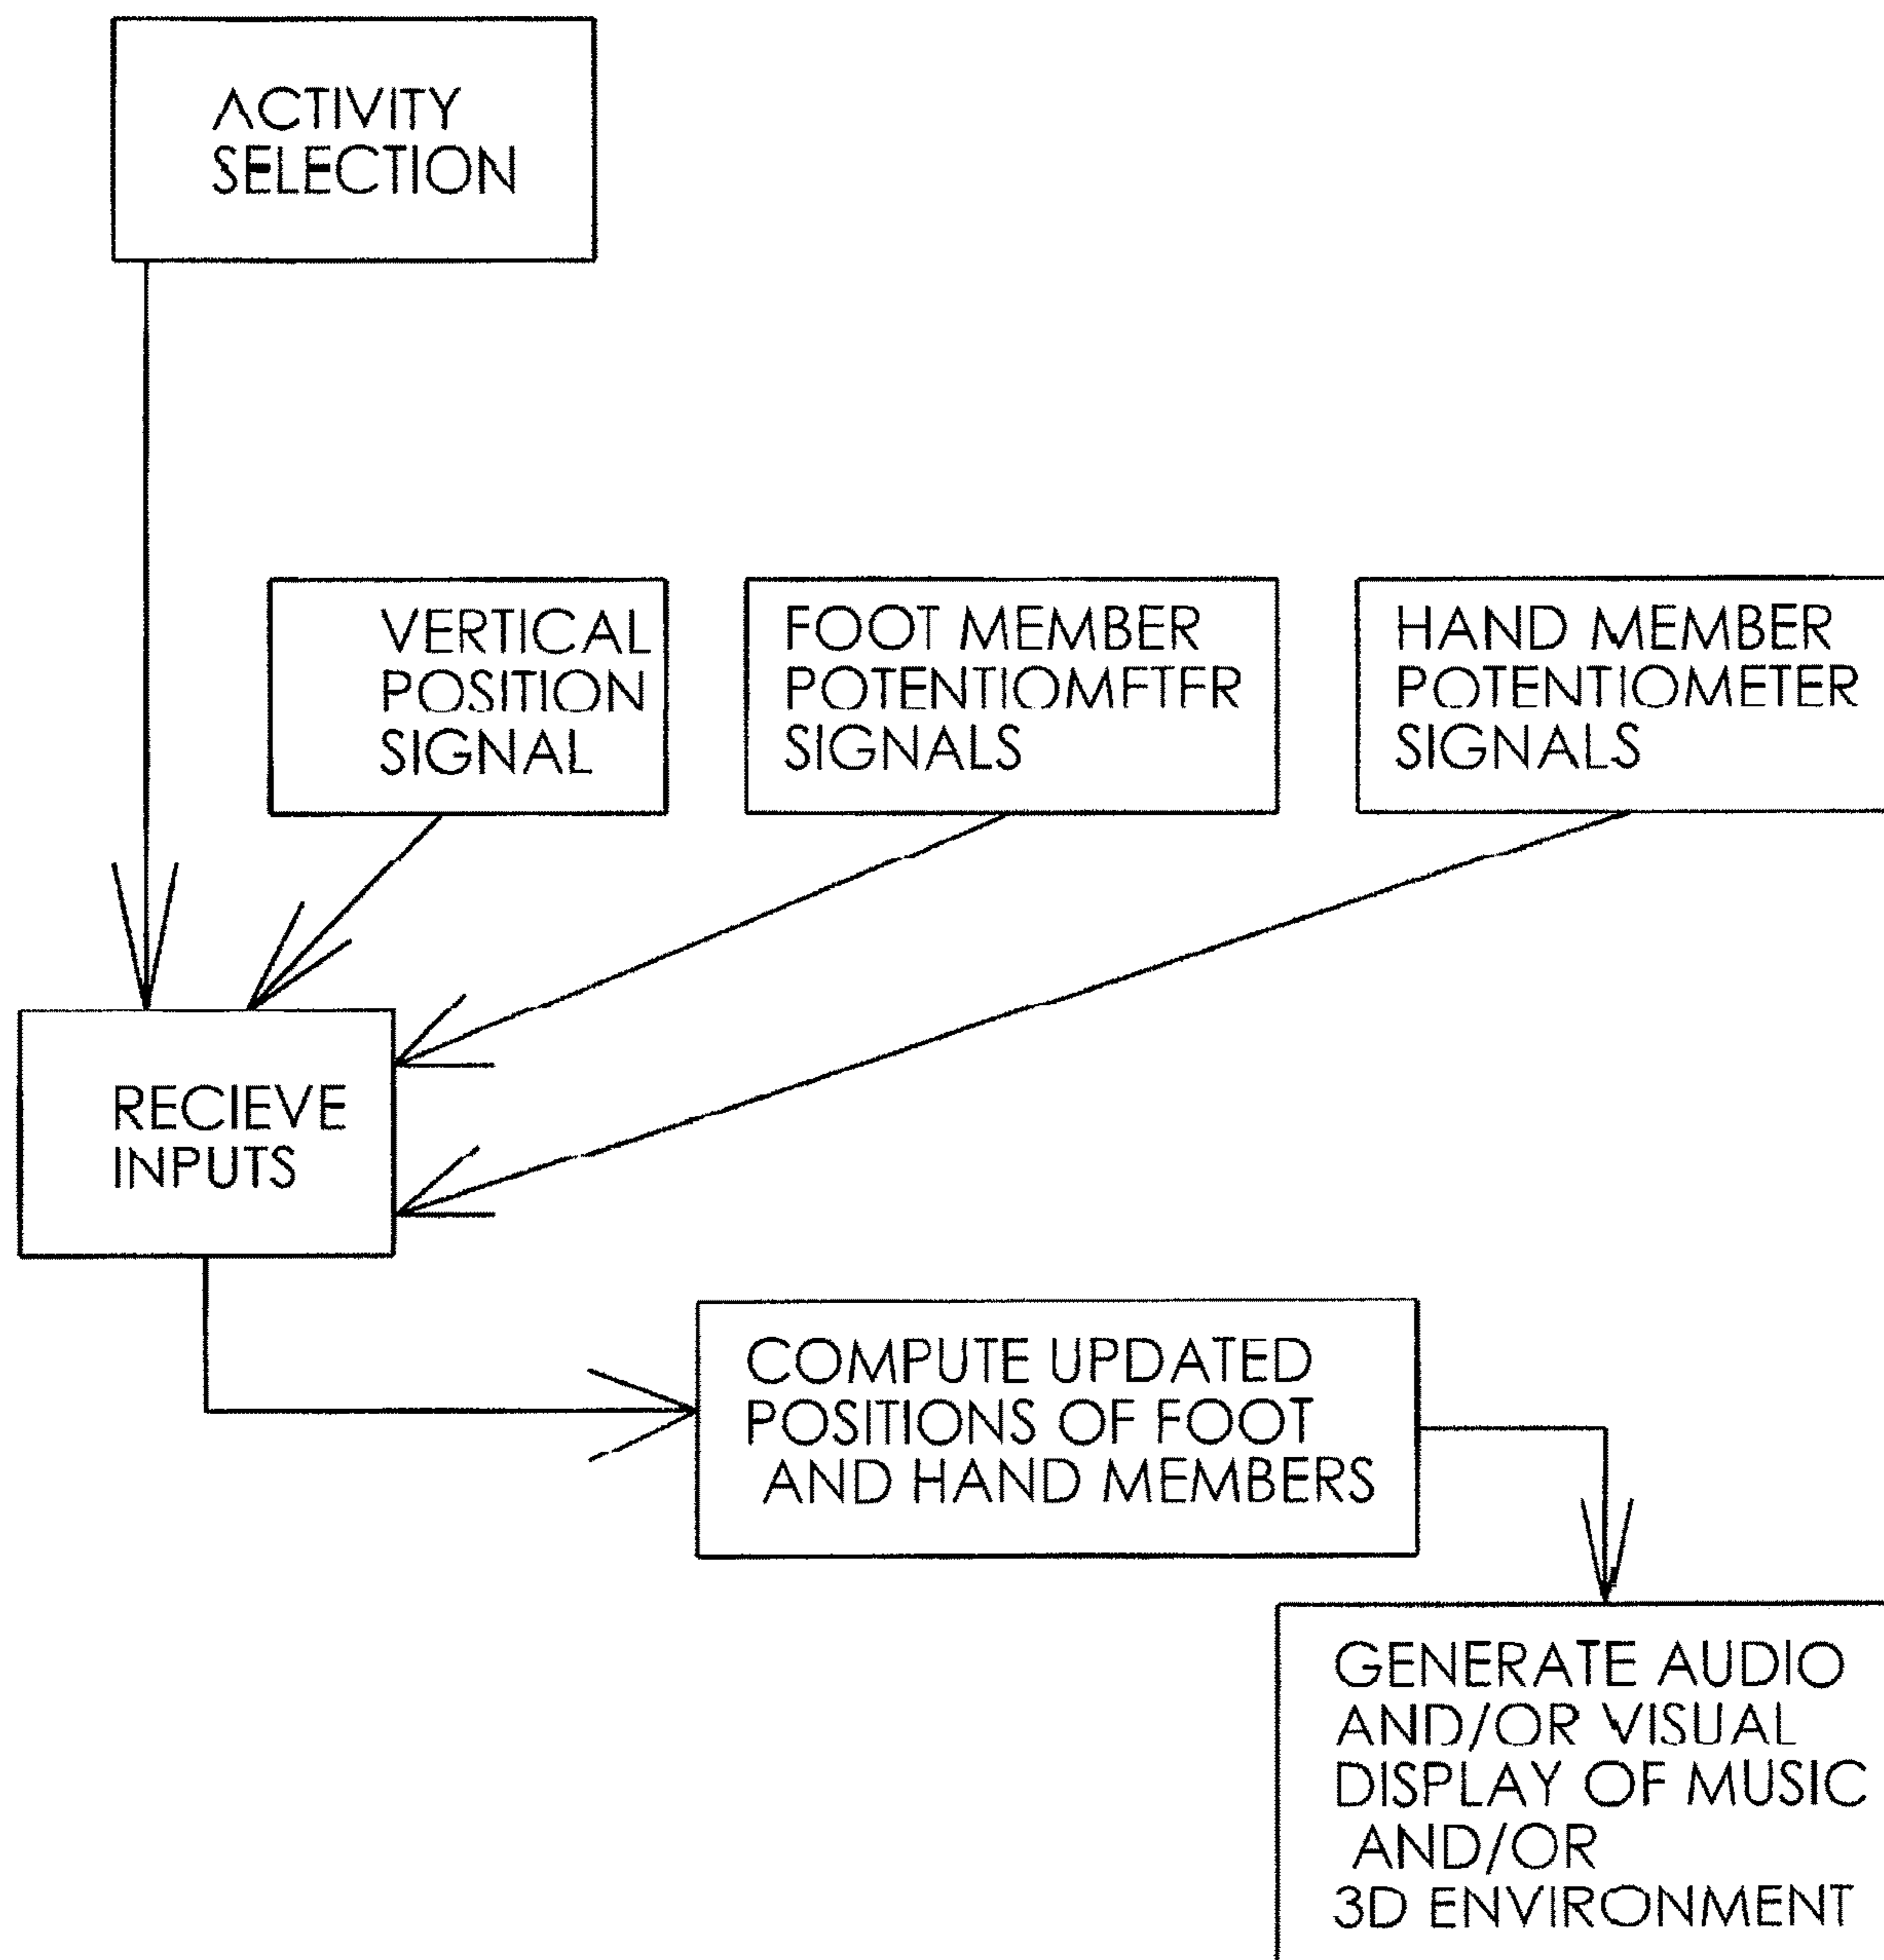 ACTIVITY
SELECTION
VERTICAL
POSITION
SIGNAL
FOOT MEMBER
POTENTIOMETER
SIGNALS
HAND MEMBER
POTENTIOMETER
SIGNALS
RECIEVE
INPUTS
COMPUTE UPDATED
POSITIONS OF FOOT
AND HAND MEMBERS
GENERATE AUDIO
AND/OR VISUAL
DISPLAY OF MUSIC
AND/OR
3D ENVIRONMENT